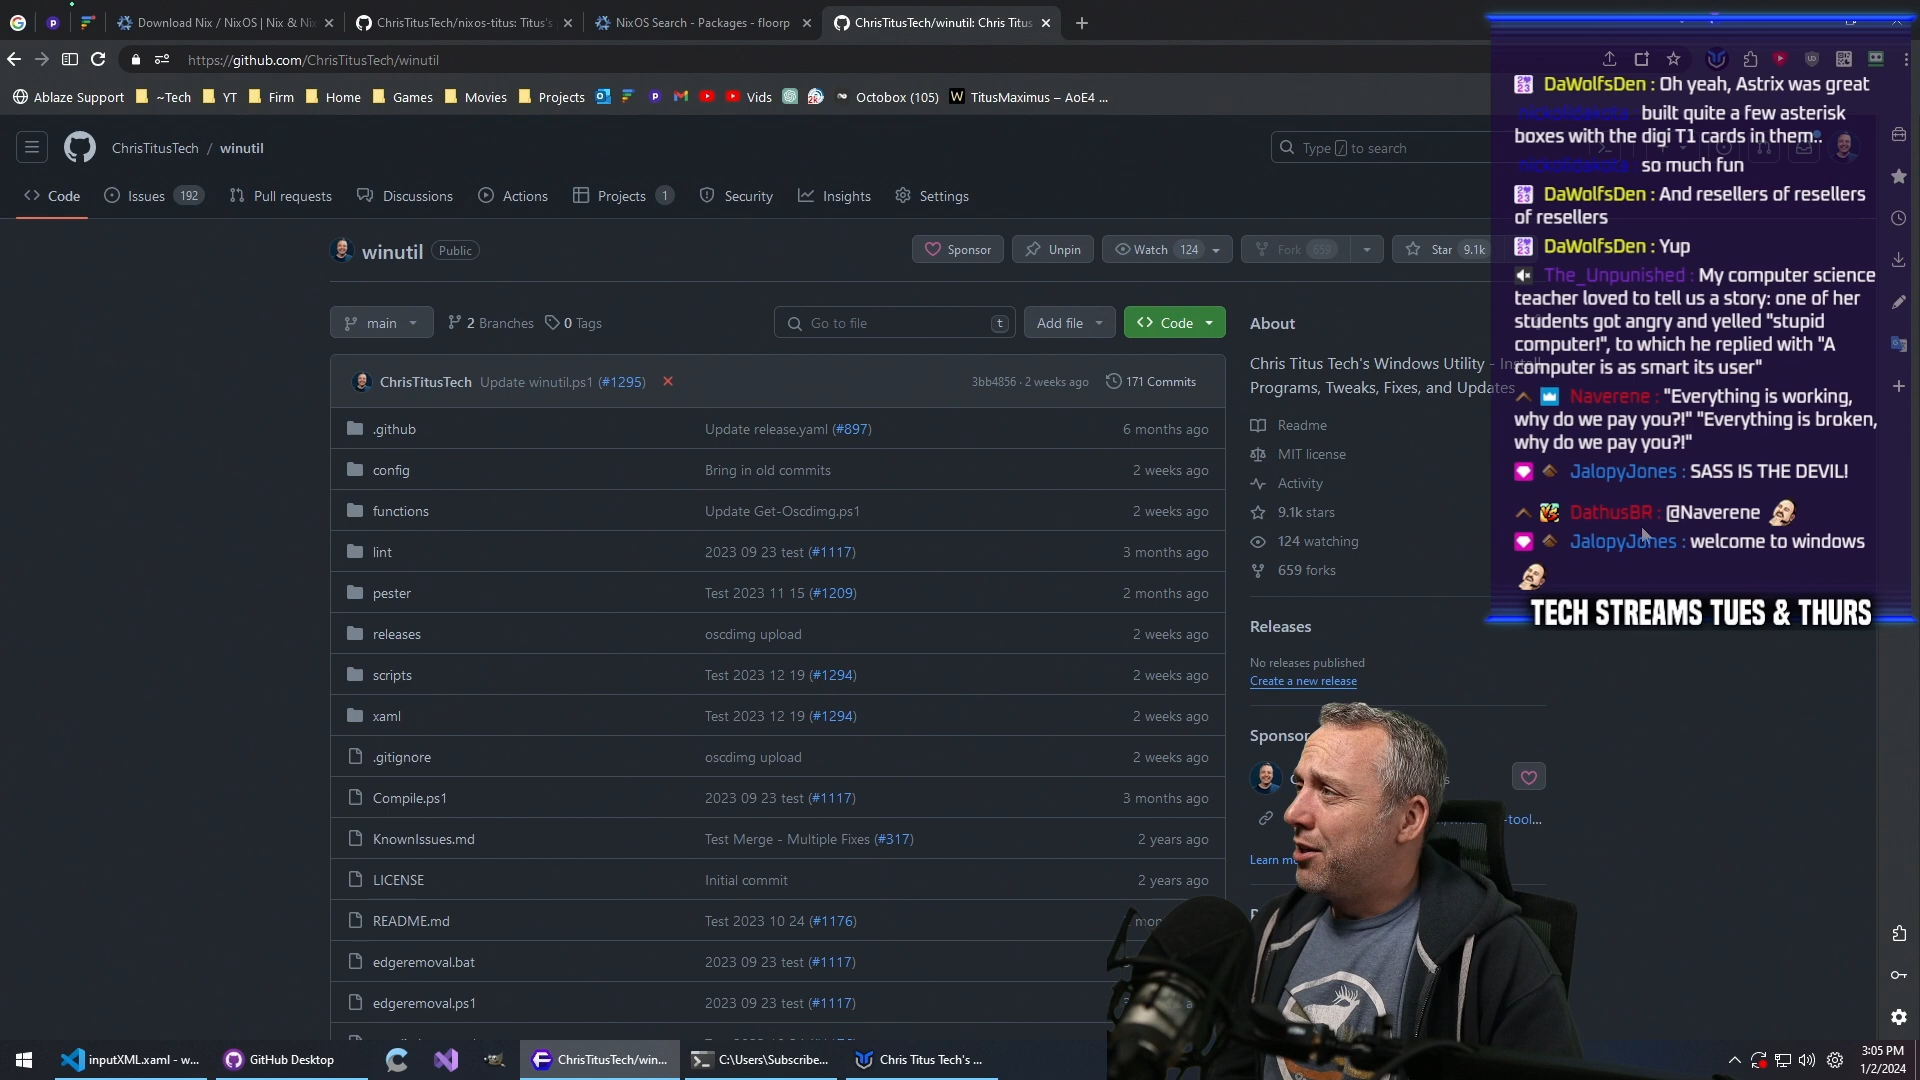 Download Nix / NixOS | Nix & Nix
ChrisTitusTech/nixos-titus: Titus's
NixOS Search - Packages - floorp
ChrisTitusTech/winutil: Chris Titus
https://github.com/ChrisTitusTech/winutil
Ablaze Support
~Tech
YT
Firm
Home
Games
Movies
Projects
Vids
Octobox (105)
TitusMaximus – AoE4 ...
ChrisTitusTech / winutil
Type / to search
Code
Issues 192
Pull requests
Discussions
Actions
Projects 1
Security
Insights
Settings
winutil Public
Sponsor
Unpin
Watch 124
Fork 659
Star 9.1k
main
2 Branches
0 Tags
Go to file t
Add file
Code
ChrisTitusTech Update winutil.ps1 (#1295)
3bb4856 · 2 weeks ago
171 Commits
.github Update release.yaml (#897) 6 months ago
config Bring in old commits 2 weeks ago
functions Update Get-Oscdimg.ps1 2 weeks ago
lint 2023 09 23 test (#1117) 3 months ago
pester Test 2023 11 15 (#1209) 2 months ago
releases oscdimg upload 2 weeks ago
scripts Test 2023 12 19 (#1294) 2 weeks ago
xaml Test 2023 12 19 (#1294) 2 weeks ago
.gitignore oscdimg upload 2 weeks ago
Compile.ps1 2023 09 23 test (#1117) 3 months ago
KnownIssues.md Test Merge - Multiple Fixes (#317) 2 years ago
LICENSE Initial commit 2 years ago
README.md Test 2023 10 24 (#1176)
edgeremoval.bat 2023 09 23 test (#1117)
edgeremoval.ps1 2023 09 23 test (#1117)
About
Chris Titus Tech's Windows Utility - Install
Programs, Tweaks, Fixes, and Updates
Readme
MIT license
Activity
9.1k stars
124 watching
659 forks
Releases
No releases published
Create a new release
Sponsor
-tool...
Learn
DaWolfsDen : Oh yeah, Astrix was great
built quite a few asterisk
boxes with the digi T1 cards in them..
so much fun
DaWolfsDen : And resellers of resellers
of resellers
DaWolfsDen : Yup
The_Unpunished : My computer science
teacher loved to tell us a story: one of her
students got angry and yelled "stupid
computer!", to which he replied with "A
computer is as smart its user"
Naverene : "Everything is working,
why do we pay you?!" "Everything is broken,
why do we pay you?!"
JalopyJones : SASS IS THE DEVIL!
DathusBR : @Naverene
JalopyJones : welcome to windows
TECH STREAMS TUES & THURS
inputXML.xaml - w...
GitHub Desktop
ChrisTitusTech/win...
C:\Users\Subscribe...
Chris Titus Tech's ...
3:05 PM
1/2/2024